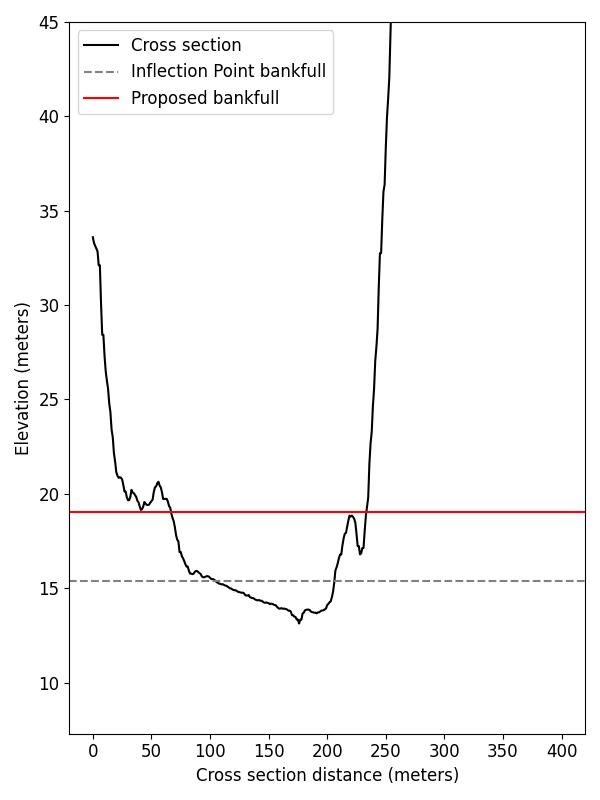 45
40
35
30
25
20
15
10
Elevation (meters)
Cross section
Inflection Point bankfull
Proposed bankfull
0 50 100 150 200 250 300 350 400
Cross section distance (meters)